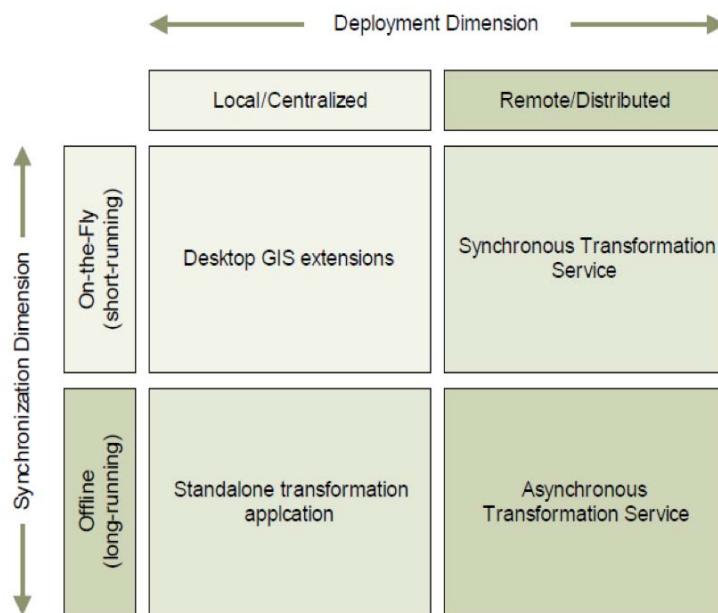 Deployment Dimension
Local/Centralized
Remote/Distributed
Synchronization Dimension
On-the-Fly
(short-running)
Desktop GIS extensions
Synchronous Transformation
Service
Offline
(long-running)
Standalone transformation
applcation
Asynchronous
Transformation Service